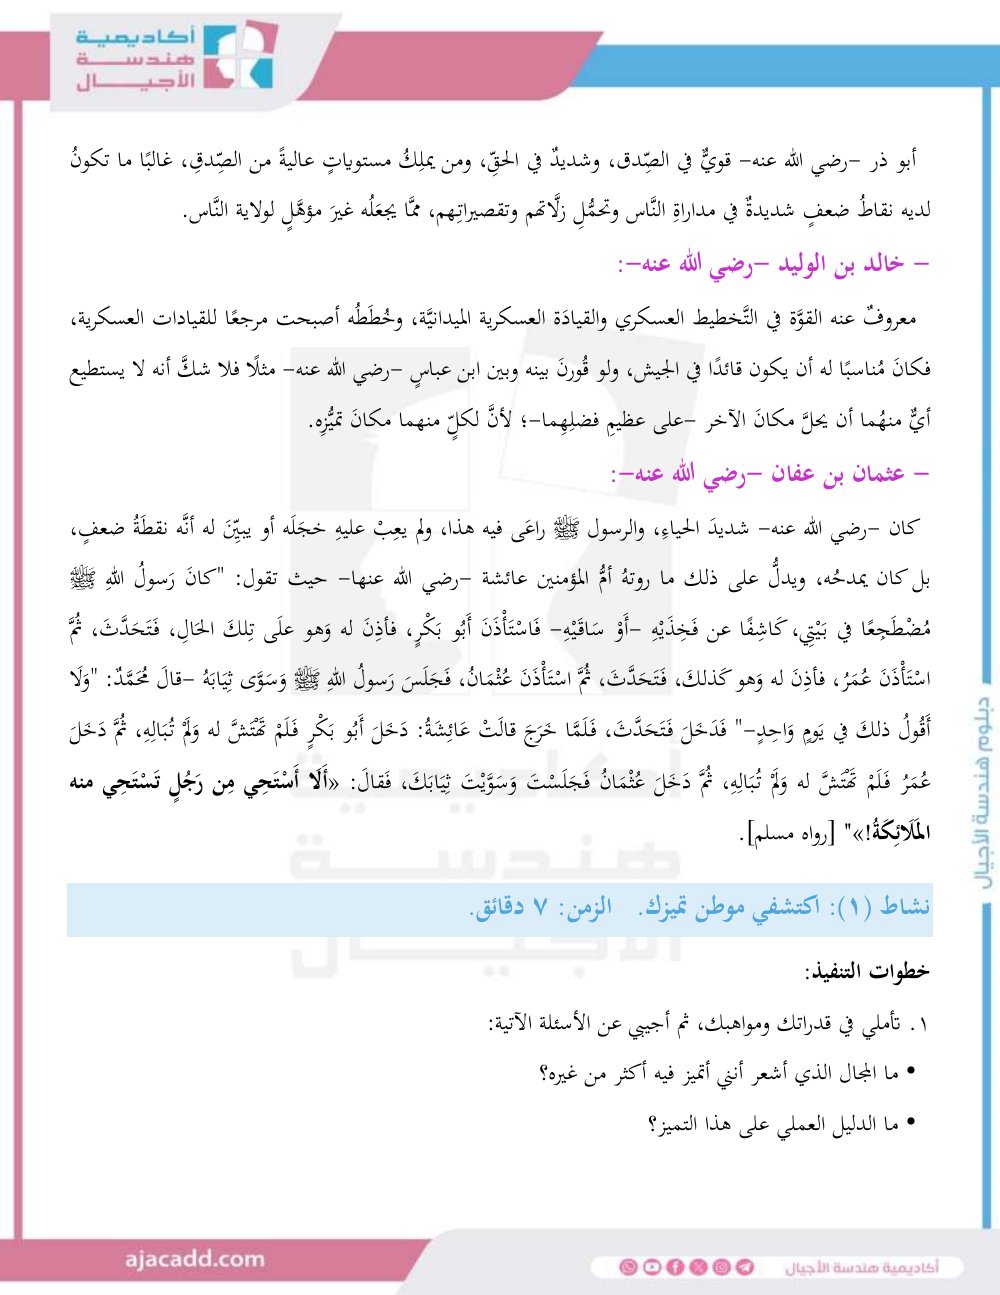 أكاديمية
هندسة
الأجيال
أبو ذر –رضي الله عنه– قويٌّ في الصِّدق، وشديدٌ في الحقِّ، ومن يملِكُ مستوياتٍ عاليةً من الصِّدقِ، غالبًا ما تكونُ
لديه نقاطُ ضعفٍ شديدةٌ في مداراةِ النَّاس وتحمُّلِ زلَّاتهم وتقصيراتِهم، ممَّا يجعَلُه غيرَ مؤهَّلٍ لولاية النَّاس.
– خالد بن الوليد –رضي الله عنه–:
معروفٌ عنه القوَّة في التَّخطيط العسكري والقيادَة العسكرية الميدانيَّة، وخُطَطُه أصبحت مرجعًا للقيادات العسكرية،
فكانَ مُناسبًا له أن يكون قائدًا في الجيش، ولو قُورنَ بينه وبين ابن عباسٍ –رضي الله عنه– مثلًا فلا شكَّ أنه لا يستطيع
أيٌّ منهُما أن يحلَّ مكانَ الآخر –على عظيمِ فضلِهِما–؛ لأنَّ لكلٍّ منهما مكانَ تميُّزِه.
– عثمان بن عفان –رضي الله عنه–:
كان –رضي الله عنه– شديدَ الحياءِ، والرسول ﷺ راعَى فيه هذا، ولم يعِبْ عليهِ خجَلَه أو يبيِّنَ له أنَّه نقطَةُ ضعفٍ،
بل كان يمدحُه، ويدلُّ على ذلك ما روتهُ أمُّ المؤمنين عائشة –رضي الله عنها– حيث تقول: "كانَ رَسولُ اللهِ ﷺ
مُضْطَجِعًا في بَيْتِي، كَاشِفًا عن فَخِذَيْهِ –أَوْ سَاقَيْهِ– فَاسْتَأْذَنَ أَبُو بَكْرٍ، فأذِنَ له وَهو علَى تِلكَ الحَالِ، فَتَحَدَّثَ، ثُمَّ
اسْتَأْذَنَ عُمَرُ، فأذِنَ له وَهو كَذلكَ، فَتَحَدَّثَ، ثُمَّ اسْتَأْذَنَ عُثْمَانُ، فَجَلَسَ رَسولُ اللهِ ﷺ وَسَوَّى ثِيَابَهُ –قالَ مُحَمَّدٌ: "وَلَا
أَقُولُ ذلكَ في يَومٍ وَاحِدٍ–" فَدَخَلَ فَتَحَدَّثَ، فَلَمَّا خَرَجَ قالَتْ عَائِشَةُ: دَخَلَ أَبُو بَكْرٍ فَلَمْ تَهْتَشَّ له وَلَمْ تُبَالِهِ، ثُمَّ دَخَلَ
عُمَرُ فَلَمْ تَهْتَشَّ له وَلَمْ تُبَالِهِ، ثُمَّ دَخَلَ عُثْمَانُ فَجَلَسْتَ وَسَوَّيْتَ ثِيَابَكَ، فَقالَ: «أَلَا أَسْتَحِي مِن رَجُلٍ تَسْتَحِي منه
المَلَائِكَةُ!»" [رواه مسلم].
نشاط (١): اكتشفي موطن تميزك. الزمن: ٧ دقائق.
خطوات التنفيذ:
١. تأملي في قدراتك ومواهبك، ثم أجيبي عن الأسئلة الآتية:
• ما المجال الذي أشعر أنني أتميز فيه أكثر من غيره؟
• ما الدليل العملي على هذا التميز؟
دبلوم هندسة الأجيال
أكاديمية
هندسة
الأجيال
أكاديمية هندسة الأجيال
ajacadd.com